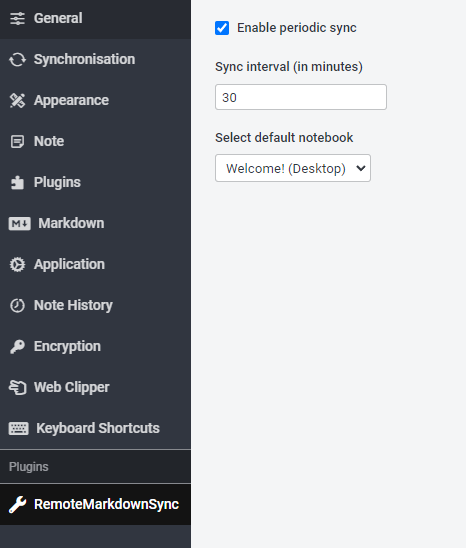 General
Synchronisation
Appearance
Note
Plugins
M Markdown
Application
Note History
Encryption
Web Clipper
Keyboard Shortcuts
Plugins
RemoteMarkdownSync
Enable periodic sync
Sync interval (in minutes)
30
Select default notebook
Welcome! (Desktop)